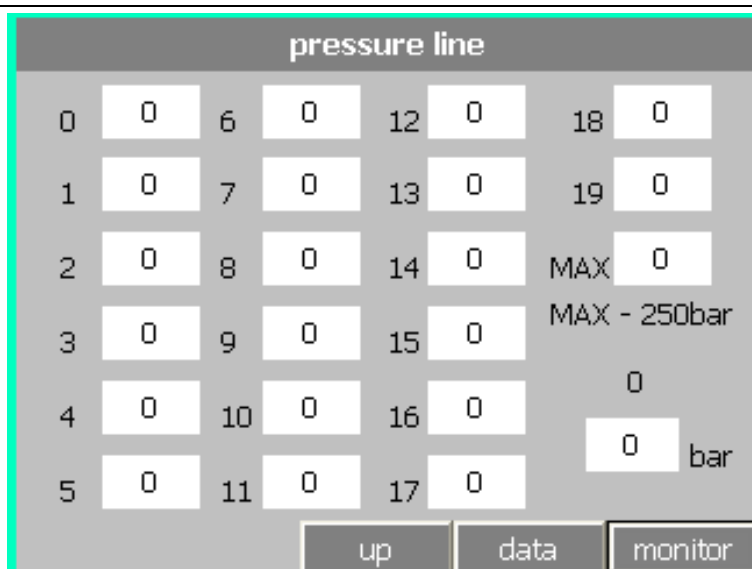 pressure line
0 0 6 0 12 0 18 0
1 0 7 0 13 0 19 0
2 0 8 0 14 0 MAX 0
MAX - 250bar
3 0 9 0 15 0
0
4 0 10 0 16 0
0 bar
5 0 11 0 17 0
up data monitor